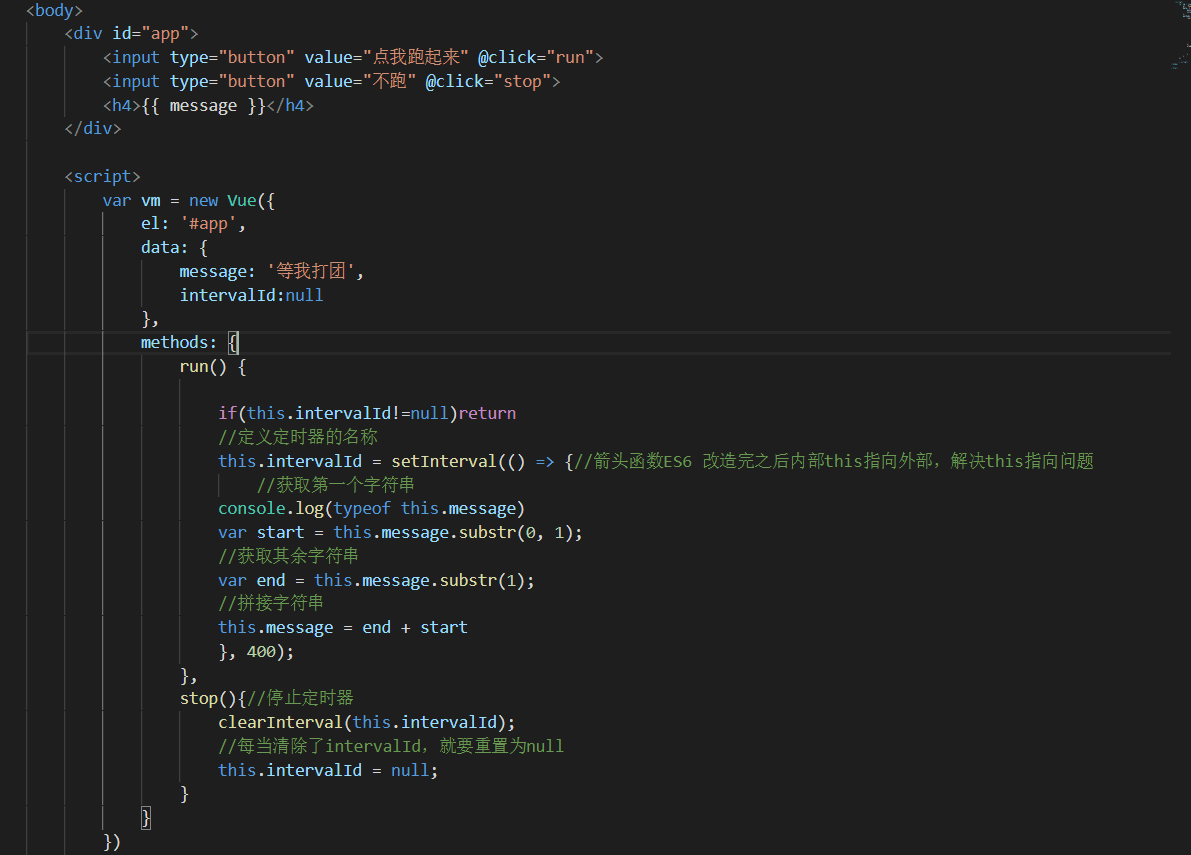 <body>
<div id="app">
<input type="button" value="点我跑起来" @click="run">
<input type="button" value="不跑" @click="stop">
<h4>{{ message }}</h4>
</div>
<script>
var vm = new Vue({
el: '#app',
data: {
message: '等我打团',
intervalId:null
},
methods: {
run() {
if(this.intervalId!=null)return
//定义定时器的名称
this.intervalId = setInterval(() => {//箭头函数ES6 改造完之后内部this指向外部，解决this指向问题
//获取第一个字符串
console.log(typeof this.message)
var start = this.message.substr(0, 1);
//获取其余字符串
var end = this.message.substr(1);
//拼接字符串
this.message = end + start
}, 400);
},
stop(){//停止定时器
clearInterval(this.intervalId);
//每当清除了intervalId，就要重置为null
this.intervalId = null;
}
}
})